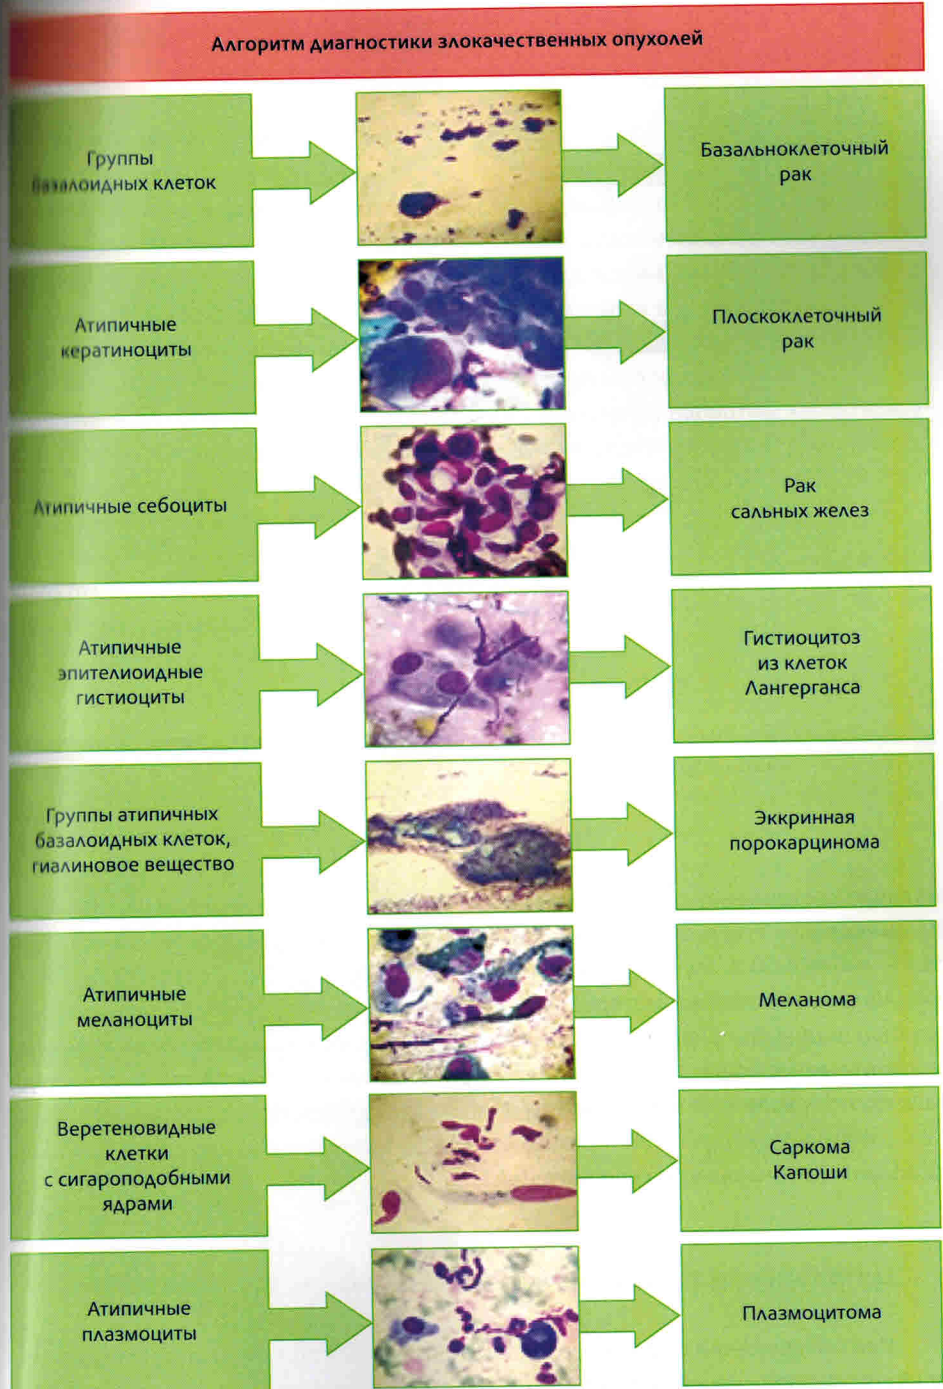 Алгоритм диагностики злокачественных опухолей
Группы
базалоидных клеток
Базальноклеточный
рак
Атипичные
кератиноциты
Плоскоклеточный
рак
Атипичные себоциты
Рак
сальных желез
Атипичные
эпителиоидные
гистиоциты
Гистиоцитоз
из клеток
Лангерганса
Группы атипичных
базалоидных клеток,
гиалиновое вещество
Эккринная
порокарцинома
Атипичные
меланоциты
Меланома
Веретеновидные
клетки
с сигароподобными
ядрами
Саркома
Капоши
Атипичные
плазмоциты
Плазмоцитома